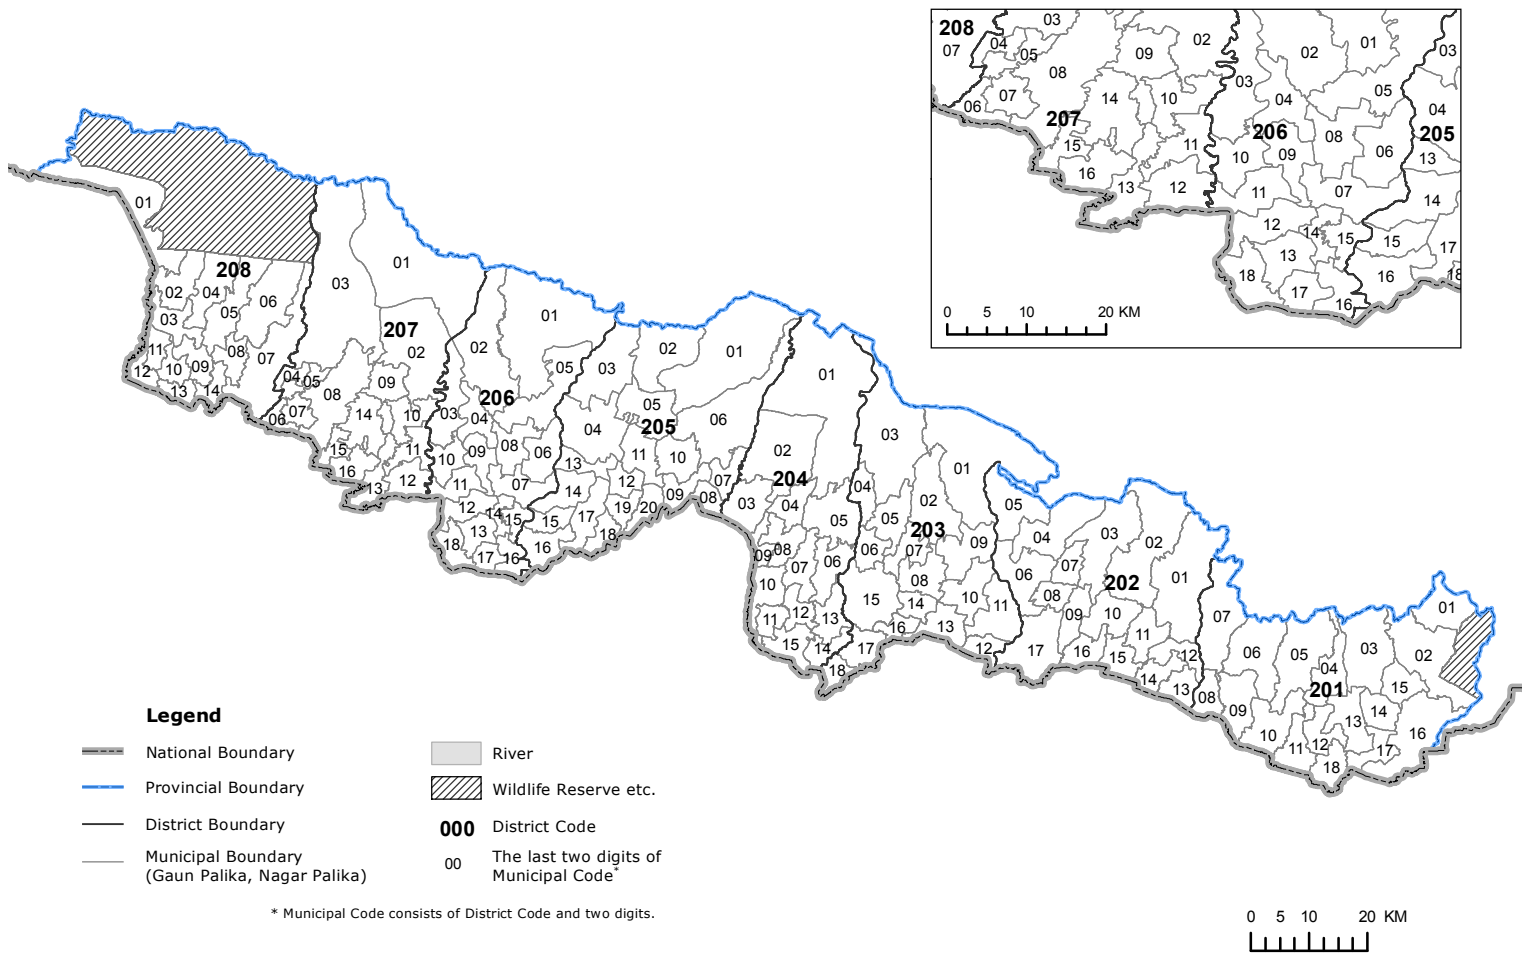 208
01
02 04 06
03 05
11 10 09 08 07
12 13 14
207
01
03
02
04 05 08 09
06 07 14 10
15 11
16 13 12
206
01
02 05
03 04
10 09 08 06
11 07
12 14 15
18 13
17 16
205
02 01
03
05 06
04
13 11 10
14 12 09 08 07
15 17 19 20
16 18
204
01
02
03 04 05
09 08 07 06
10
11 12 13
15 14
18
203
03
01
04 02
05
06 07 09
08
15 14 10 11
16 13
17 12
202
05
04 03 02
06 07 01
08
09 10
17 16 15 11 12
14 13
201
01
07
06 05 04 03 02
15
08 09 13 14
10 11 12 17 16
18
208 03 02 01
07 04 05 09 02 03
08 03 05
06 07 14 10 04 04
207 206 205
15 11 08
16 10 09 06 13
13 12 11 07 14
12 14 15 15 17
18 13 16 18
17 16
0 5 10 20 KM
Legend
National Boundary
Provincial Boundary
District Boundary
Municipal Boundary
(Gaun Palika, Nagar Palika)
River
Wildlife Reserve etc.
000 District Code
00 The last two digits of
Municipal Code*
* Municipal Code consists of District Code and two digits.
0 5 10 20 KM